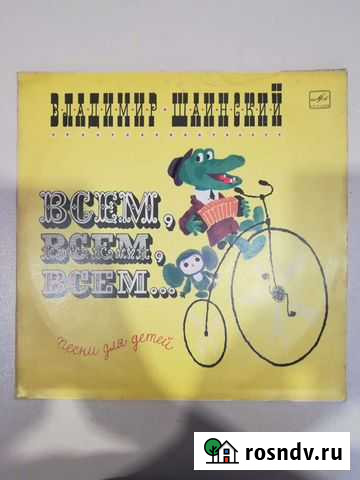 ВЛАДИМИР·ШАИНСКИЙ
ВСЕМ,
ВСЕМ,
ВСЕМ...
песни для детей
rosndv.ru